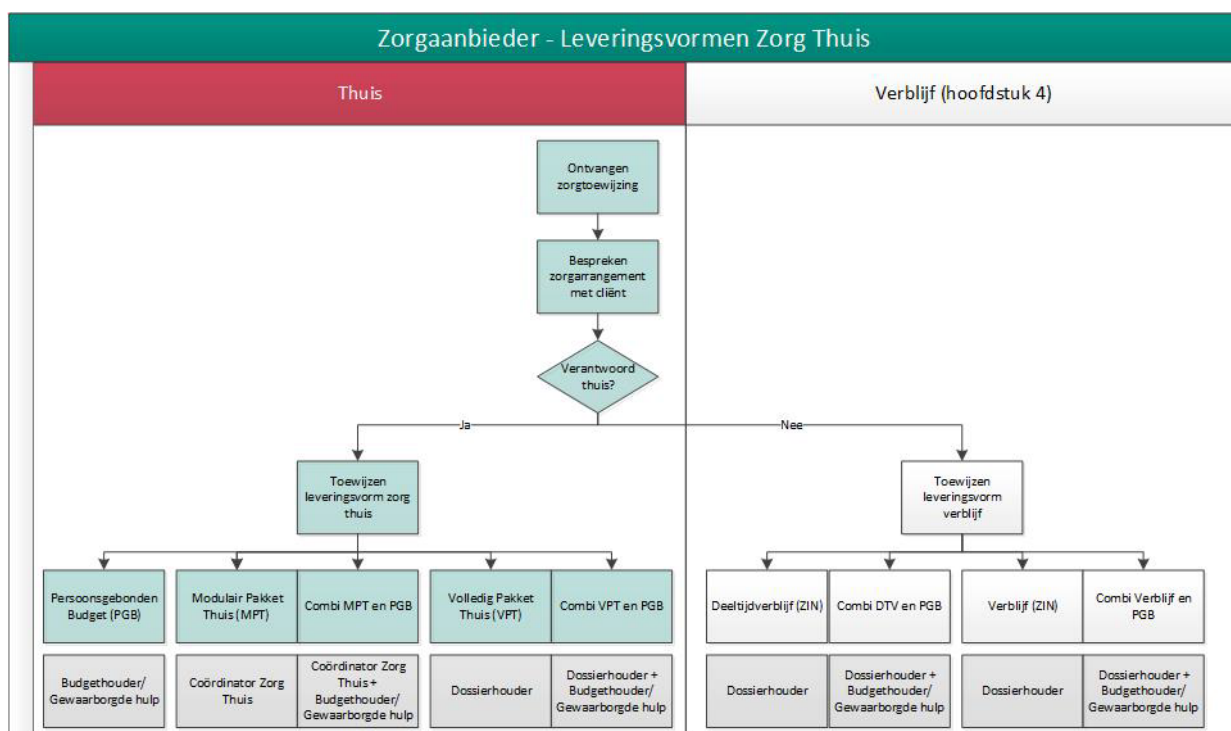 Zorgaanbieder - Leveringsvormen Zorg Thuis
Thuis
Verblijf (hoofdstuk 4)
Ontvangen
zorgtoewijzing
Bespreken
zorgarrangement
met cliënt
Verantwoord
thuis?
Ja
Nee
Toewijzen
leveringsvorm zorg
thuis
Toewijzen
leveringsvorm
verblijf
Persoonsgebonden
Budget (PGB)
Modulair Pakket
Thuis (MPT)
Combi MPT en PGB
Volledig Pakket
Thuis (VPT)
Combi VPT en PGB
Deeltijdverblijf (ZIN)
Combi DTV en PGB
Verblijf (ZIN)
Combi Verblijf en
PGB
Budgethouder/
Gewaarborgde hulp
Coördinator Zorg
Thuis
Coördinator Zorg
Thuis +
Budgethouder/
Gewaarborgde hulp
Dossierhouder
Dossierhouder +
Budgethouder/
Gewaarborgde hulp
Dossierhouder
Dossierhouder +
Budgethouder/
Gewaarborgde hulp
Dossierhouder
Dossierhouder +
Budgethouder/
Gewaarborgde hulp